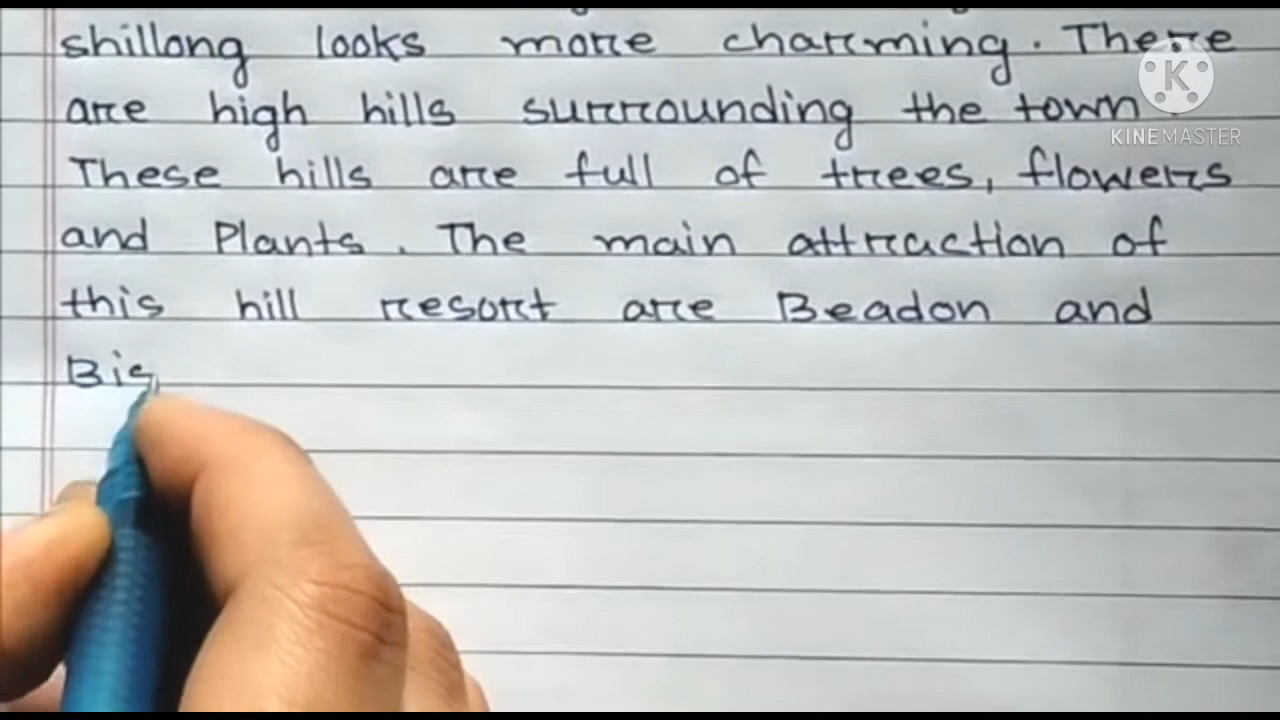 shillong looks more charming. There
are high hills surrounding the town
These hills are full of trees, flowers
and Plants. The main attraction of
this hill resort are Beadon and
Bis
KINEMASTER